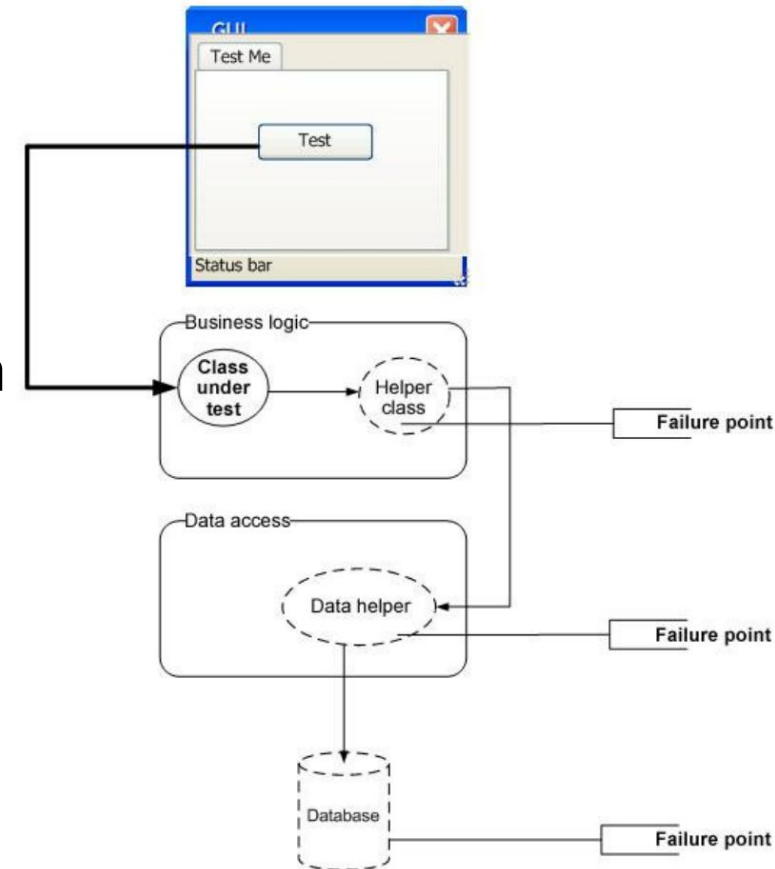 GUI
Test Me
Test
Status bar
Business logic
Class
under
test
Helper
class
Failure point
Data access
Data helper
Failure point
Database
Failure point